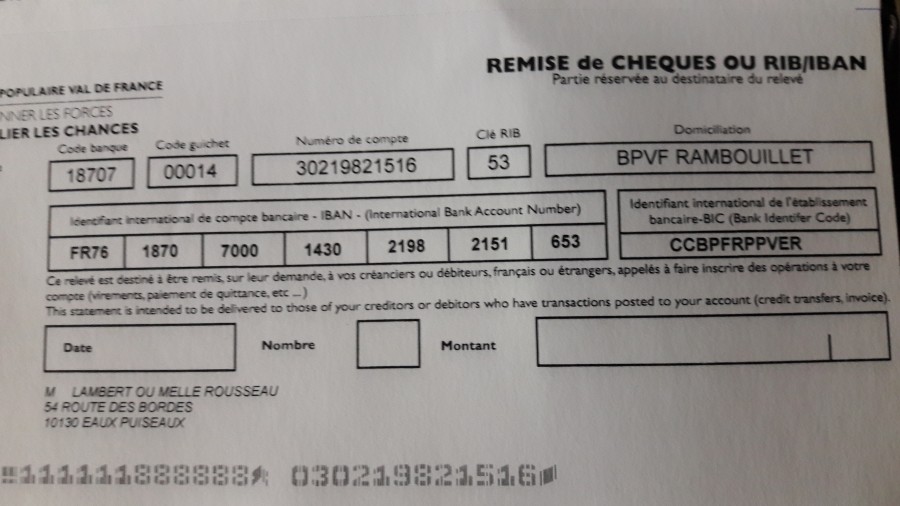 REMISE de CHEQUES OU RIB/IBAN
Partie réservée au destinataire du relevé
POPULAIRE VAL DE FRANCE
NNER LES FORCES
LIER LES CHANCES
Code banque Code guichet Numéro de compte Clé RIB Domiciliation
18707 00014 30219821516 53 BPVF RAMBOUILLET
Identifiant international de compte bancaire - IBAN - (International Bank Account Number)
Identifiant international de l'établissement
bancaire-BIC (Bank Identifer Code)
FR76 1870 7000 1430 2198 2151 653 CCBPFRPPVER
Ce relevé est destiné à être remis, sur leur demande, à vos créanciers ou débiteurs, français ou étrangers, appelés à faire inscrire des opérations à votre
compte (virements, paiement de quittance, etc ...)
This statement is intended to be delivered to those of your creditors or debitors who have transactions posted to your account (credit transfers, invoice).
Date Nombre Montant
M LAMBERT OU MELLE ROUSSEAU
54 ROUTE DES BORDES
10130 EAUX PUISEAUX
111111888888 030219821516